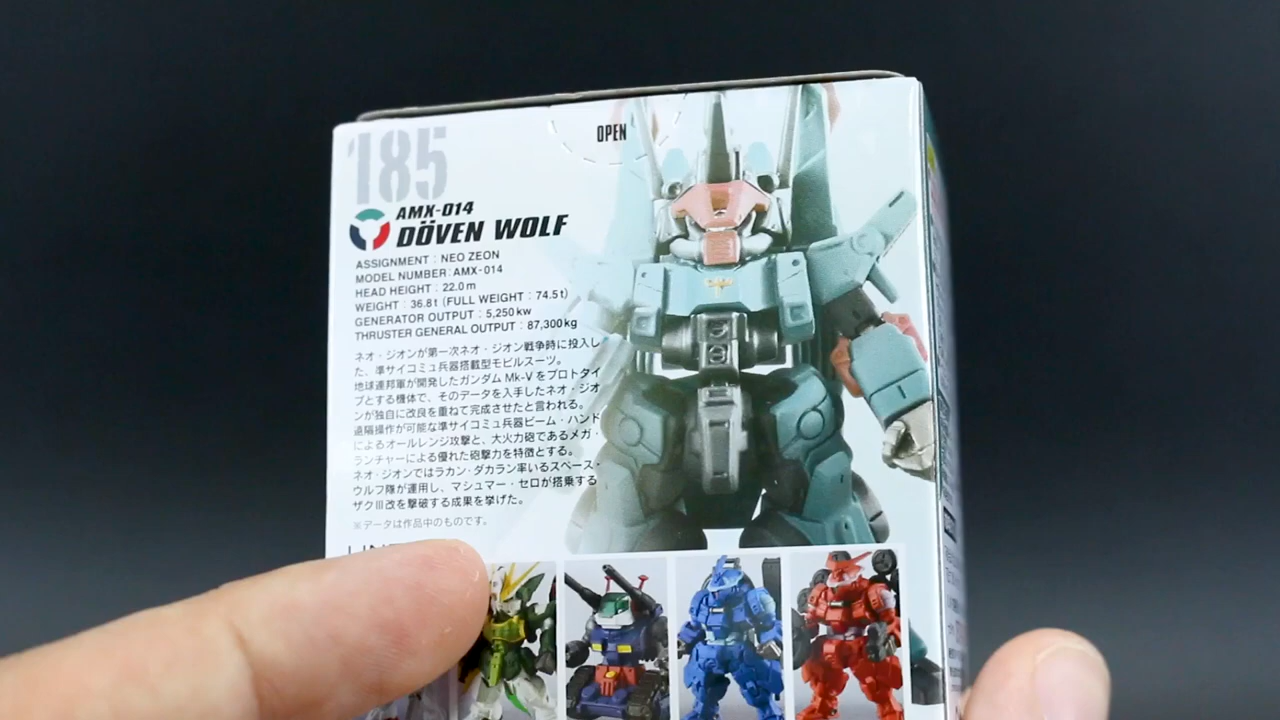 185
OPEN
AMX-014
DÖVEN WOLF
ASSIGNMENT : NEO ZEON
MODEL NUMBER : AMX-014
HEAD HEIGHT : 22.0m
WEIGHT : 36.8t (FULL WEIGHT : 74.5t)
GENERATOR OUTPUT : 5,250kw
THRUSTER GENERAL OUTPUT : 87,300kg
ネオ・ジオンが第一次ネオ・ジオン戦争時に投入し
た、準サイコミュ兵器搭載型モビルスーツ。
地球連邦軍が開発したガンダム Mk-Ⅴをプロトタイ
プとする機体で、そのデータを入手したネオ・ジオ
ンが独自に改良を重ねて完成させたと言われる。
遠隔操作が可能な準サイコミュ兵器ビーム・ハンド
によるオールレンジ攻撃と、大火力砲であるメガ・
ランチャーによる優れた砲撃力を特徴とする。
ネオ・ジオンではラカン・ダカラン率いるスペース・
ウルフ隊が運用し、マシュマー・セロが搭乗する
ザクⅢ改を撃破する成果を挙げた。
※データは作品中のものです。